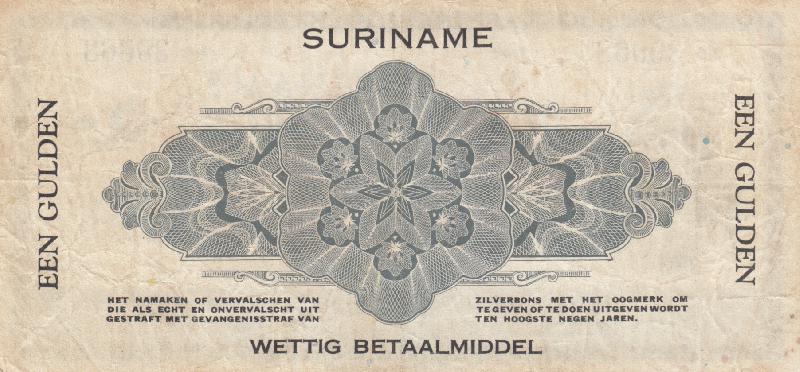 SURINAME
EEN GULDEN
EEN GULDEN
HET NAMAKEN OF VERVALSCHEN VAN ZILVERBONS MET HET OOGMERK OM
DIE ALS ECHT EN ONVERVALSCHT UIT TE GEVEN OF TE DOEN UITGEVEN WORDT
GESTRAFT MET GEVANGENISSTRAF VAN TEN HOOGSTE NEGEN JAREN.
WETTIG BETAALMIDDEL